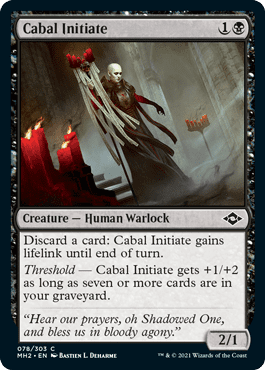 Cabal Initiate 1
Creature — Human Warlock
Discard a card: Cabal Initiate gains
lifelink until end of turn.
Threshold — Cabal Initiate gets +1/+2
as long as seven or more cards are in
your graveyard.
"Hear our prayers, oh Shadowed One,
and bless us in bloody agony."
2/1
078/303 C
MH2 • EN Bastien L. Deharme
™ & © 2021 Wizards of the Coast